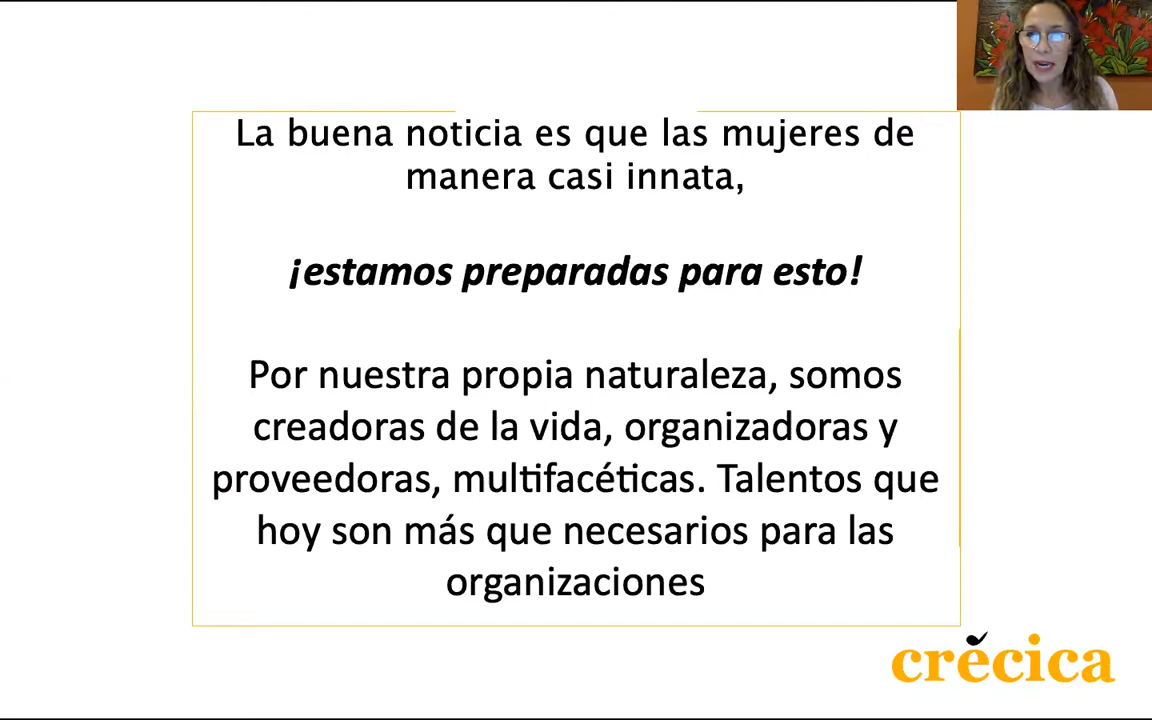 La buena noticia es que las mujeres de
manera casi innata,
¡estamos preparadas para esto!
Por nuestra propia naturaleza, somos
creadoras de la vida, organizadoras y
proveedoras, multifacéticas. Talentos que
hoy son más que necesarios para las
organizaciones
crecica